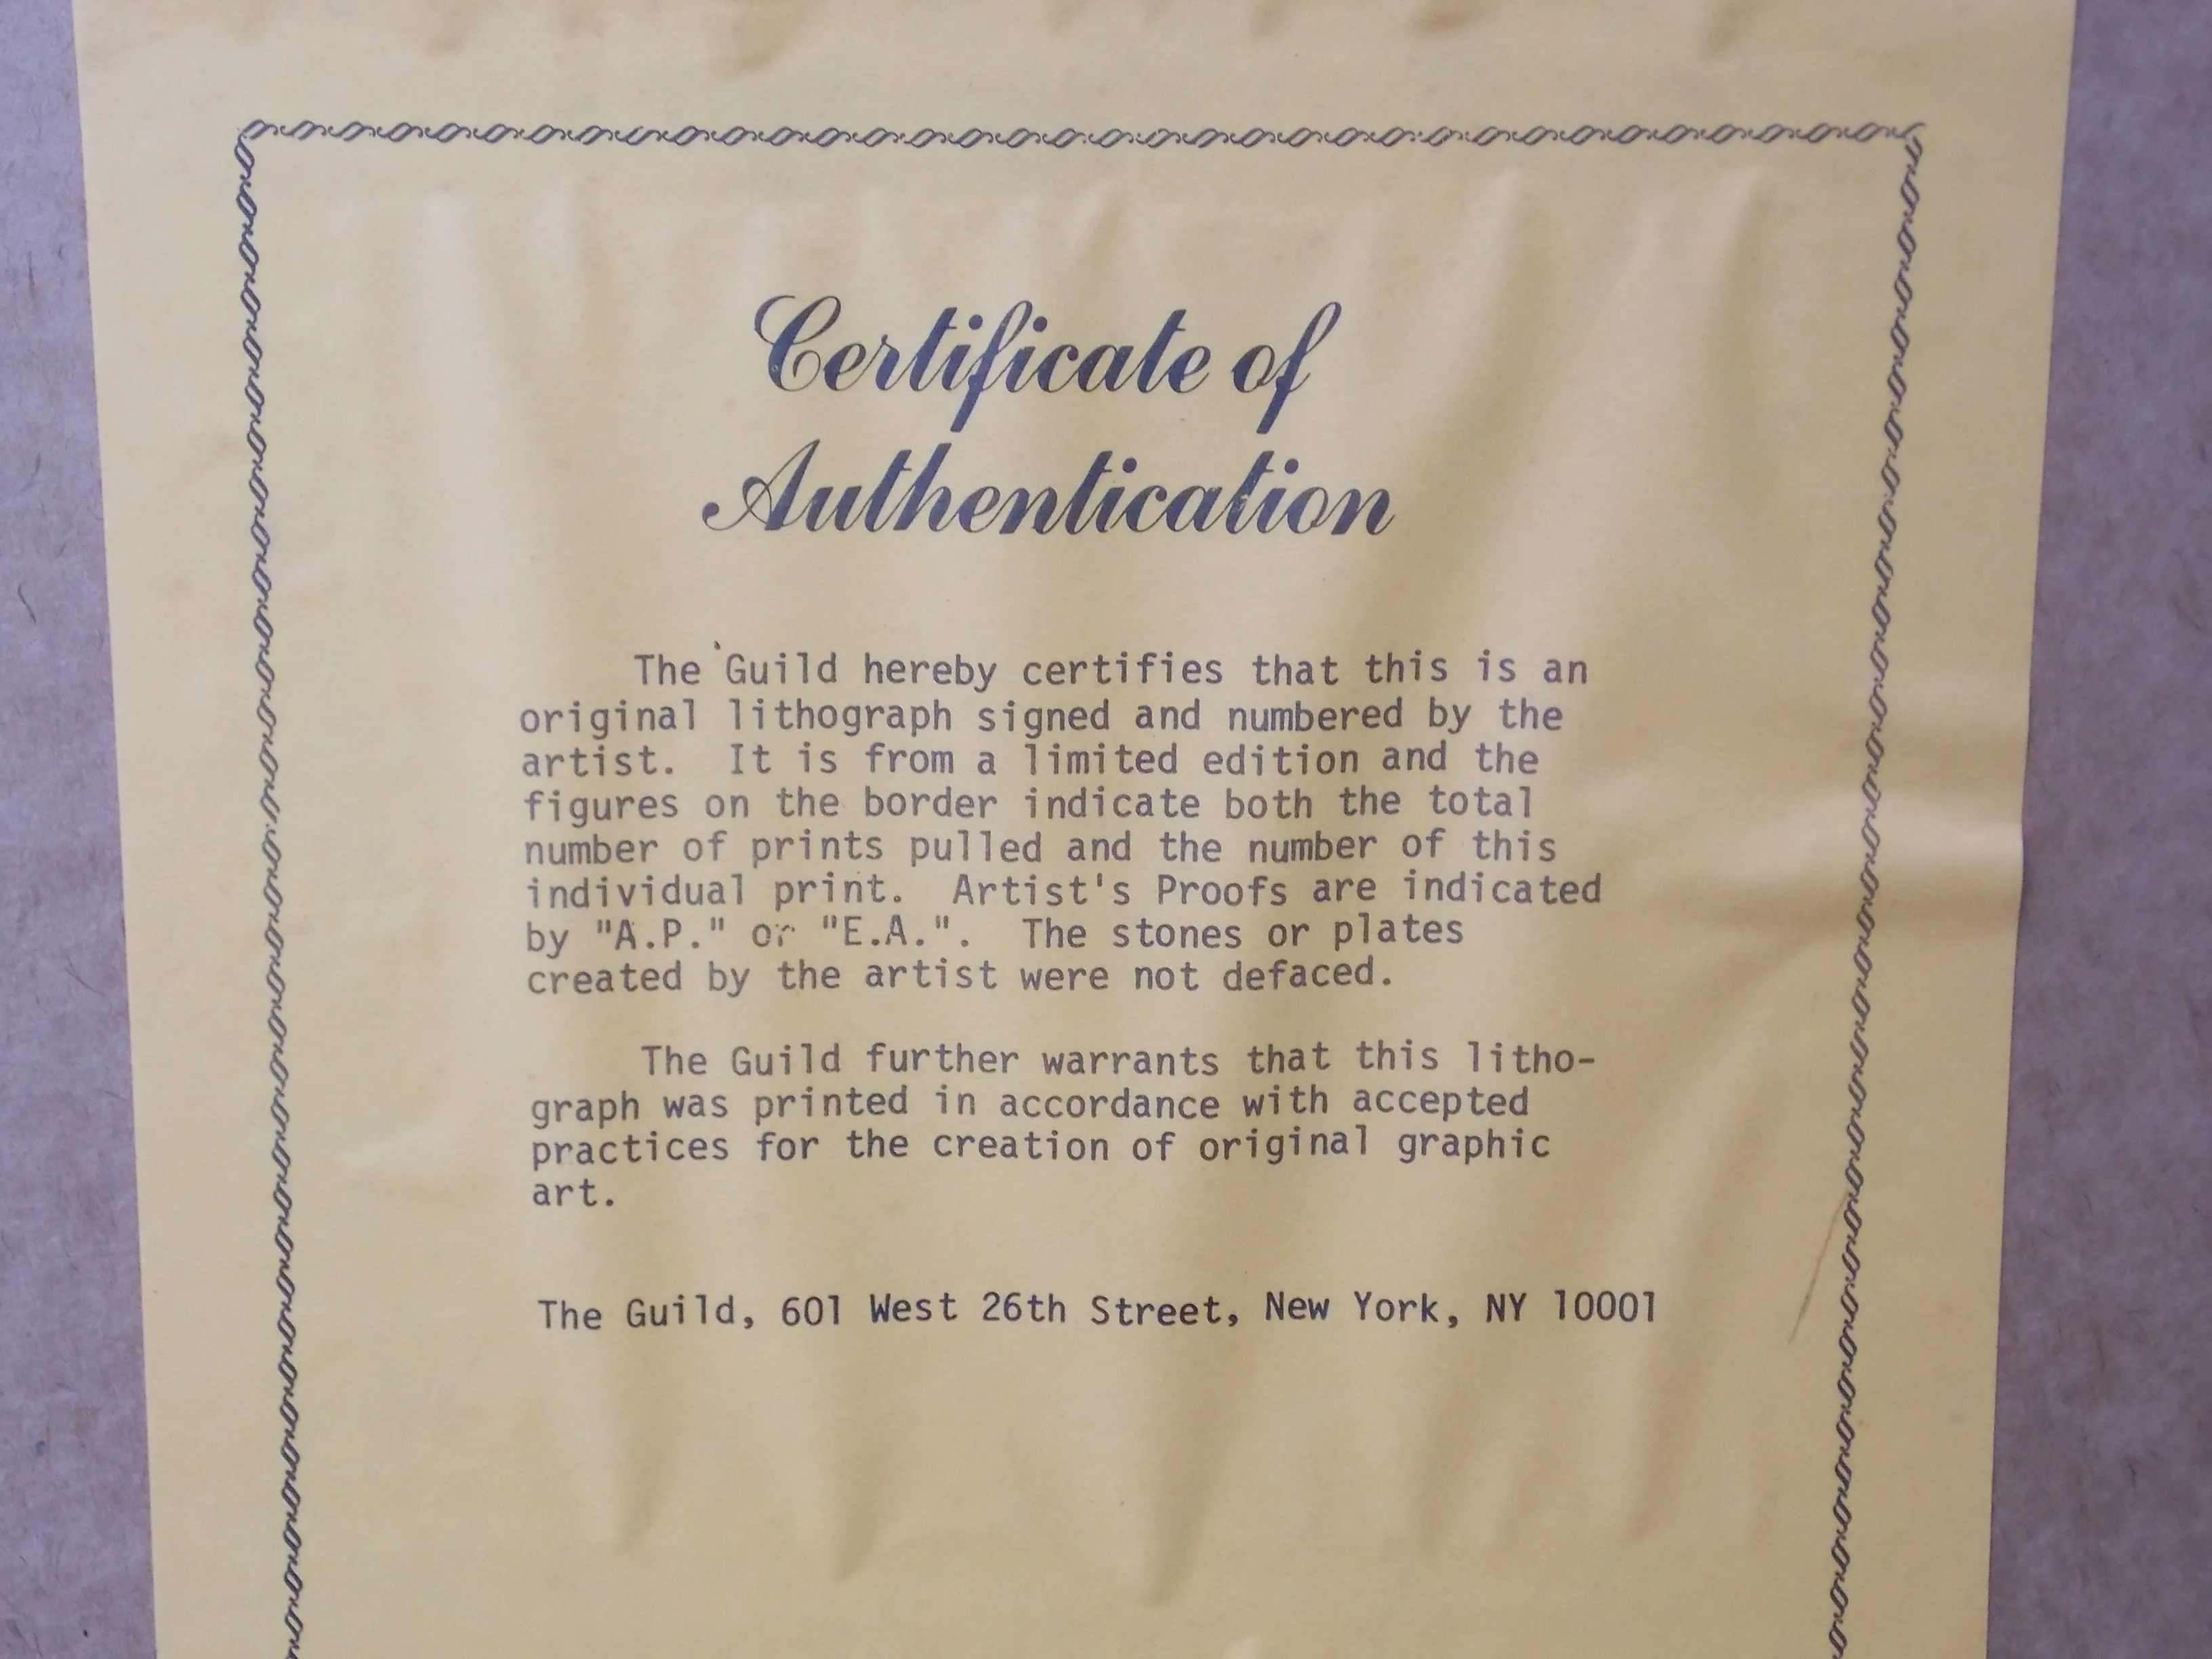 Certificate of
Authentication
The Guild hereby certifies that this is an
original lithograph signed and numbered by the
artist.  It is from a limited edition and the
figures on the border indicate both the total
number of prints pulled and the number of this
individual print.  Artist's Proofs are indicated
by "A.P." or "E.A.".  The stones or plates
created by the artist were not defaced.
The Guild further warrants that this litho-
graph was printed in accordance with accepted
practices for the creation of original graphic
art.
The Guild, 601 West 26th Street, New York, NY 10001